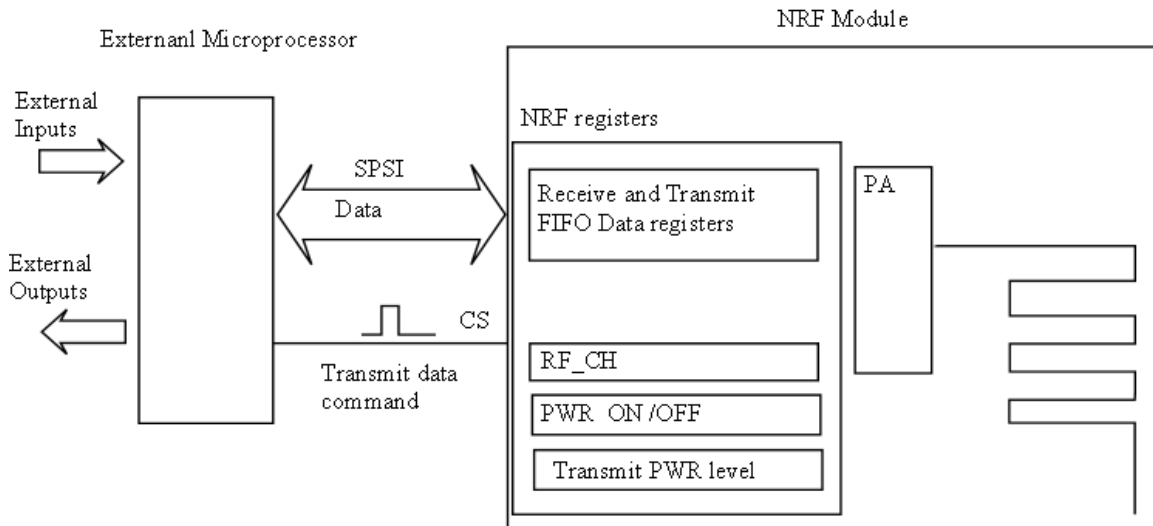 NRF Module
Externanl Microprocessor
External
Inputs
NRF registers
SPSI
Data
Receive and Transmit
FIFO Data registers
PA
External
Outputs
CS
Transmit data
command
RF_CH
PWR ON /OFF
Transmit PWR level